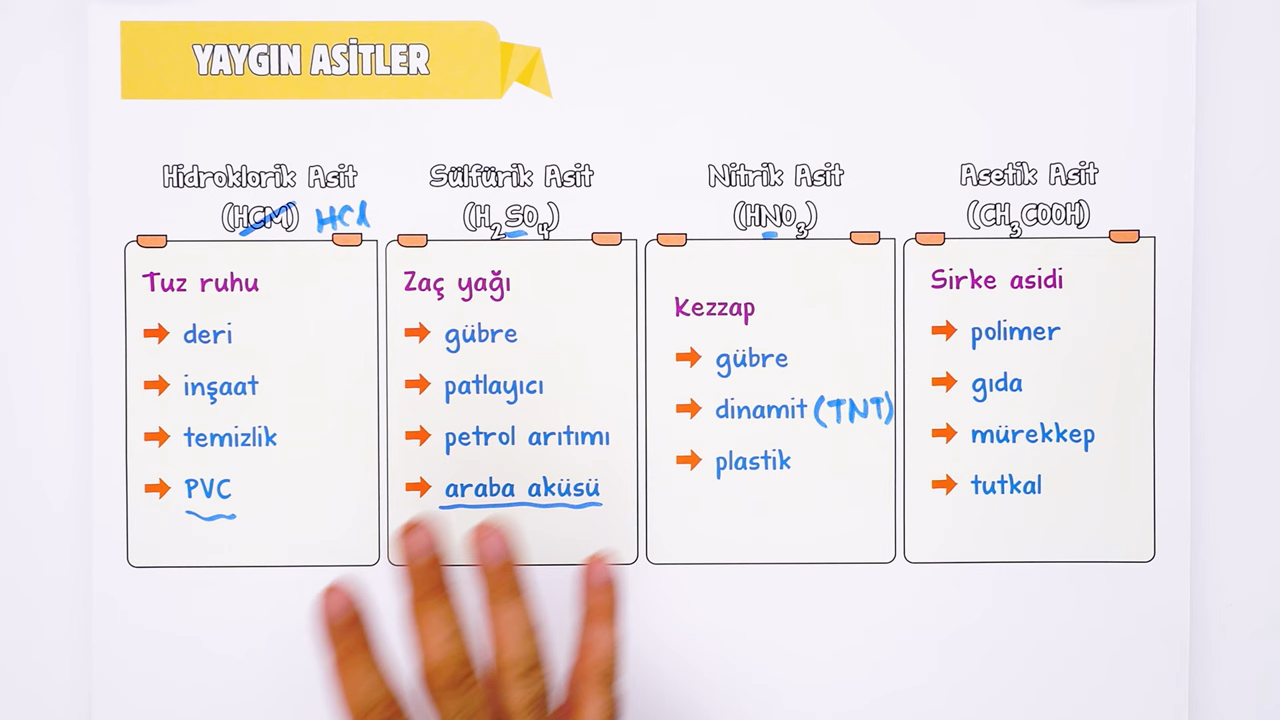 YAYGIN ASİTLER
Hidroklorik Asit
(HCM) HCl
Tuz ruhu
deri
inşaat
temizlik
PVC
Sülfürik Asit
(H₂SO₄)
Zaç yağı
gübre
patlayıcı
petrol arıtımı
araba aküsü
Nitrik Asit
(HNO₃)
Kezzap
gübre
dinamit (TNT)
plastik
Asetik Asit
(CH₃COOH)
Sirke asidi
polimer
gıda
mürekkep
tutkal